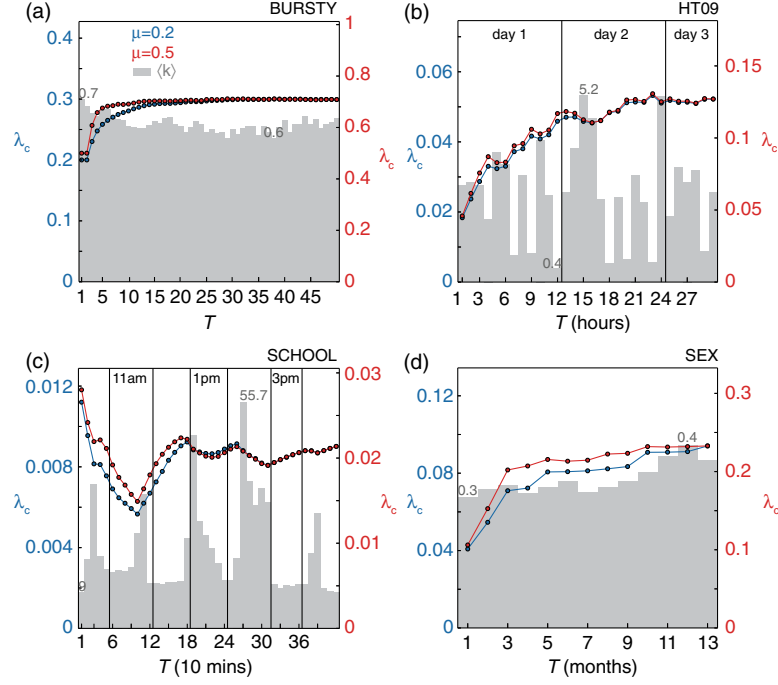 (a) BURSTY
μ=0.2
μ=0.5
⟨k⟩
0.7
0.6
0.4
0.3
0.2
0.1
0
λc
1
0.8
0.6
0.4
0.2
0
λc
1 5 10 15 20 25 30 35 40 45
T
(b) HT09
day 1 day 2 day 3
5.2
0.4
0.06
0.04
0.02
0
λc
0.15
0.10
0.05
0
λc
1 3 6 9 12 15 18 21 24 27
T (hours)
(c) SCHOOL
11am 1pm 3pm
55.7
9
0.012
0.008
0.004
0
λc
0.03
0.02
0.01
0
λc
1 6 12 18 24 30 36
T (10 mins)
(d) SEX
0.3
0.4
0.12
0.08
0.04
0
λc
0.3
0.2
0.1
0
λc
1 3 5 7 9 11 13
T (months)